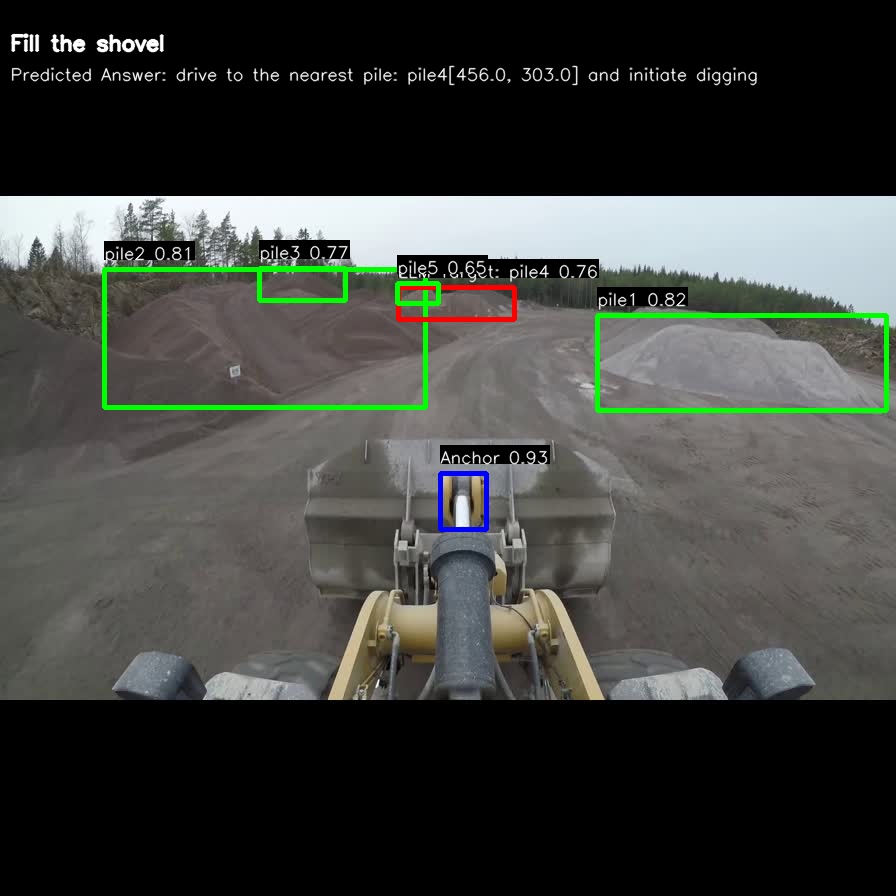 Fill the shovel
Predicted Answer: drive to the nearest pile: pile4[456.0, 303.0] and initiate digging
pile2 0.81
pile3 0.77
pile5 0.65
Target: pile4 0.76
pile1 0.82
Anchor 0.93